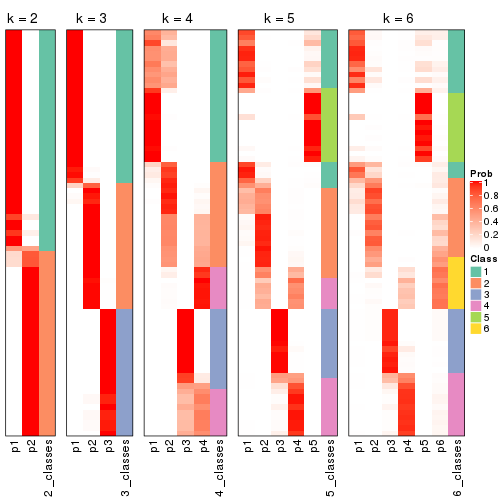 k = 2
k = 3
k = 4
k = 5
k = 6
Prob
1
0.8
0.6
0.4
0.2
0
Class
1
2
3
4
5
6
p1
p2
2_classes
p1
p2
p3
3_classes
p1
p2
p3
p4
4_classes
p1
p2
p3
p4
p5
5_classes
p1
p2
p3
p4
p5
p6
6_classes